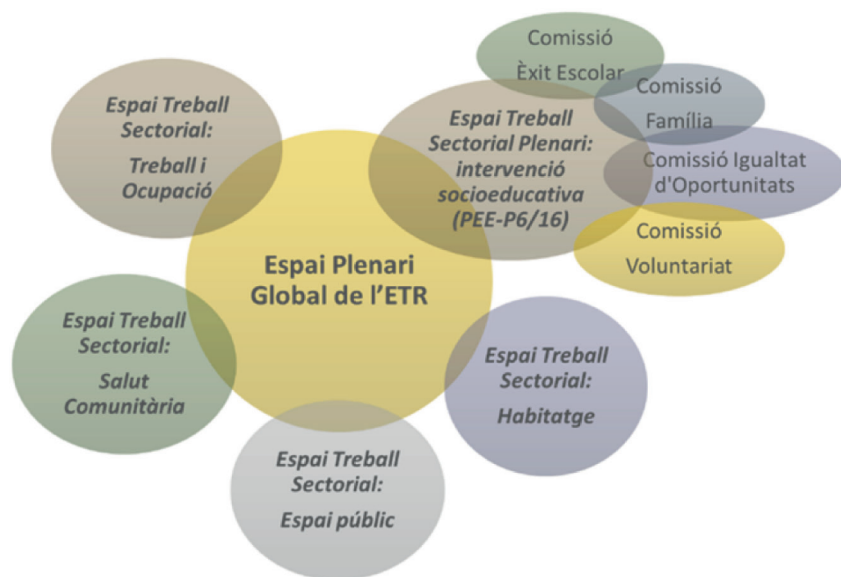 Comissió
Èxit Escolar
Comissió
Família
Comissió Igualtat
d'Oportunitats
Comissió
Voluntariat
Espai Treball
Sectorial Plenari:
intervenció
socioeducativa
(PEE-P6/16)
Espai Treball
Sectorial:
Treball i
Ocupació
Espai Plenari
Global de l’ETR
Espai Treball
Sectorial:
Salut
Comunitària
Espai Treball
Sectorial:
Habitatge
Espai Treball
Sectorial:
Espai públic